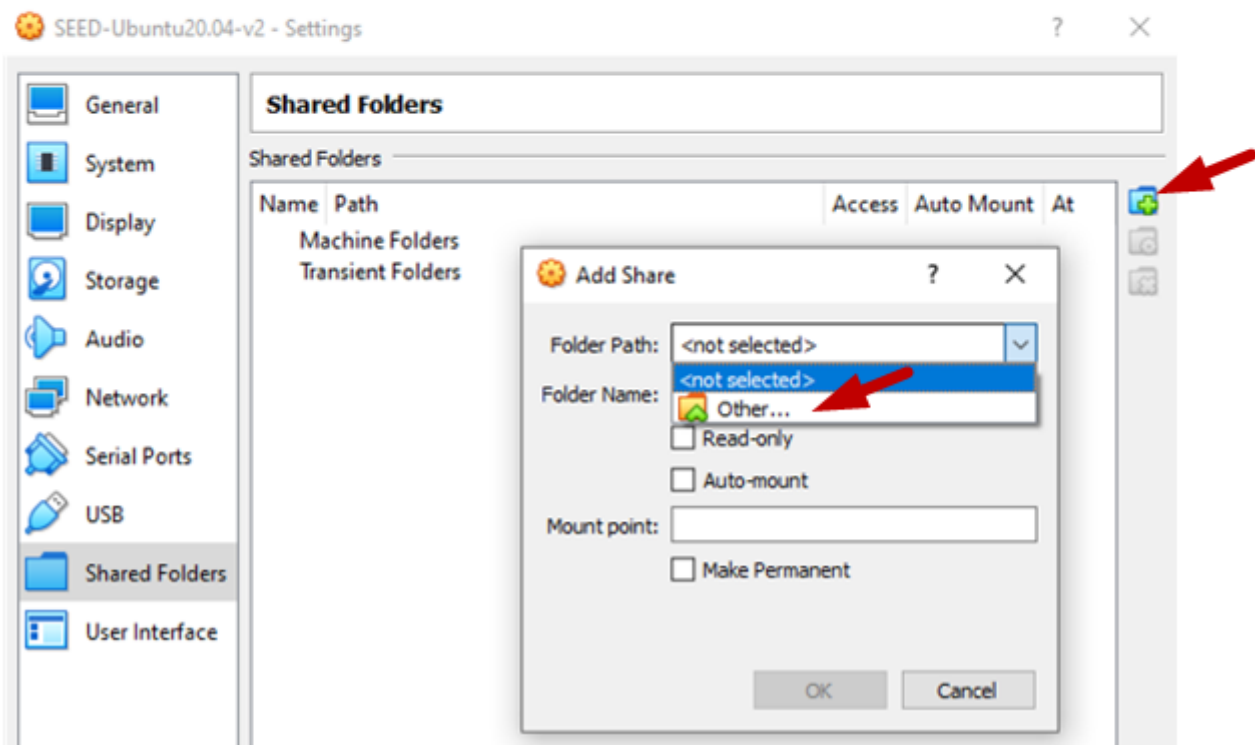 SEED-Ubuntu20.04-v2 - Settings ?
General
System
Display
Storage
Audio
Network
Serial Ports
USB
Shared Folders
User Interface
Shared Folders
Shared Folders
Name Path Access Auto Mount At
Machine Folders
Transient Folders
Add Share ?
Folder Path: <not selected>
<not selected>
Folder Name: Other...
Read-only
Auto-mount
Mount point:
Make Permanent
OK Cancel